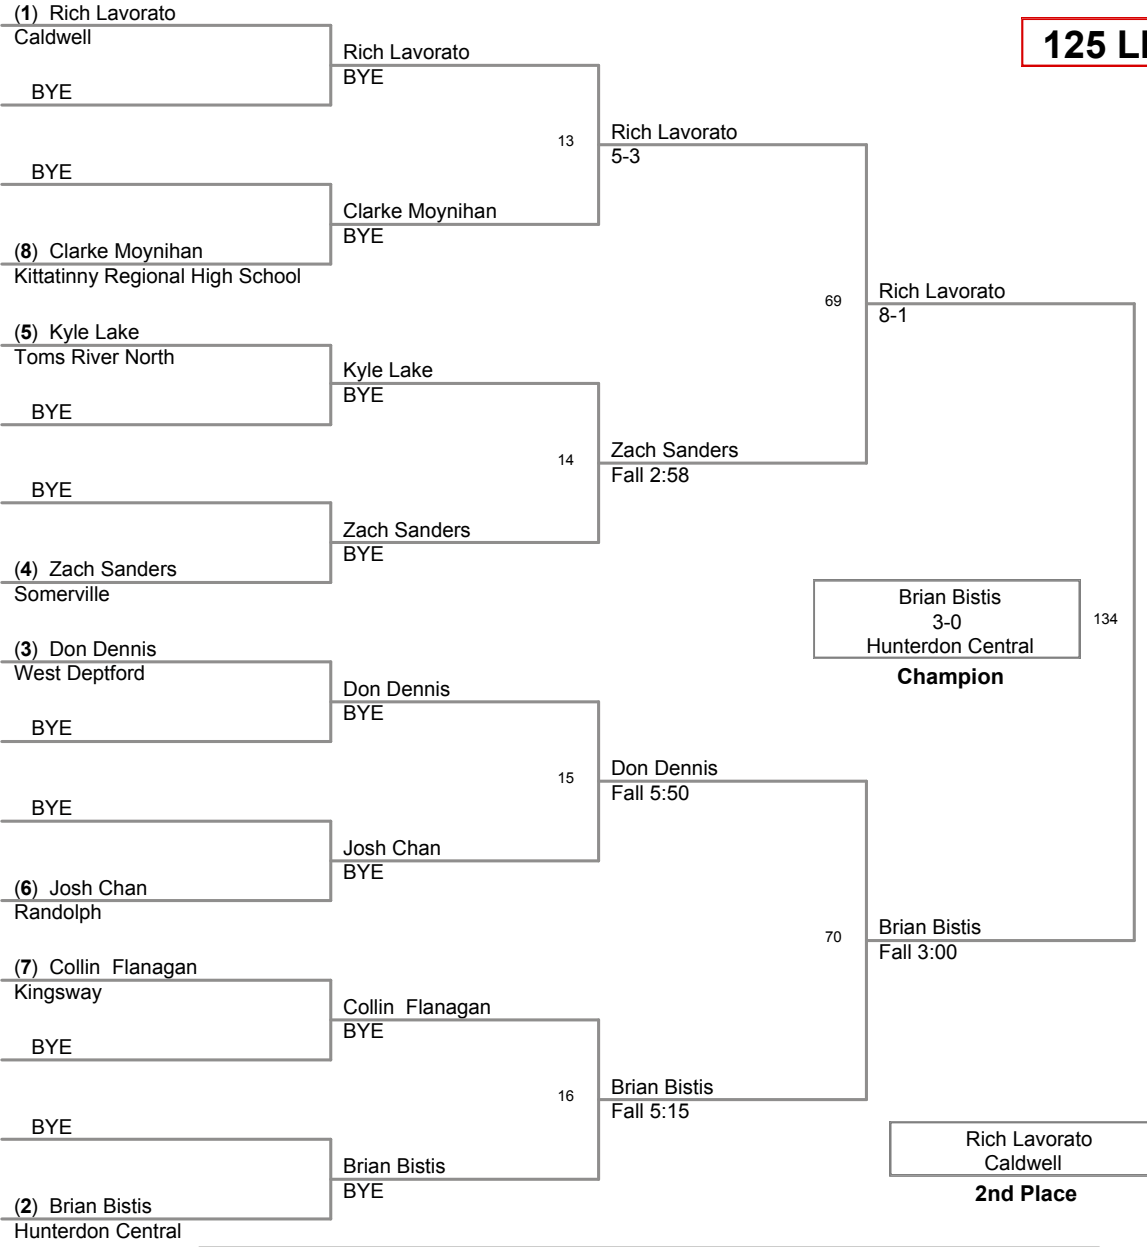 (1) Rich Lavorato
Caldwell
BYE
BYE
(8) Clarke Moynihan
Kittatinny Regional High School
(5) Kyle Lake
Toms River North
BYE
BYE
(4) Zach Sanders
Somerville
(3) Don Dennis
West Deptford
BYE
BYE
(6) Josh Chan
Randolph
(7) Collin  Flanagan
Kingsway
BYE
BYE
(2) Brian Bistis
Hunterdon Central
Rich Lavorato
BYE
Clarke Moynihan
BYE
Kyle Lake
BYE
Zach Sanders
BYE
Don Dennis
BYE
Josh Chan
BYE
Collin  Flanagan
BYE
Brian Bistis
BYE
13
14
15
16
Rich Lavorato
5-3
Zach Sanders
Fall 2:58
Don Dennis
Fall 5:50
Brian Bistis
Fall 5:15
69
70
Rich Lavorato
8-1
Brian Bistis
Fall 3:00
125
Brian Bistis
3-0
Hunterdon Central
Champion
134
Rich Lavorato
Caldwell
2nd Place